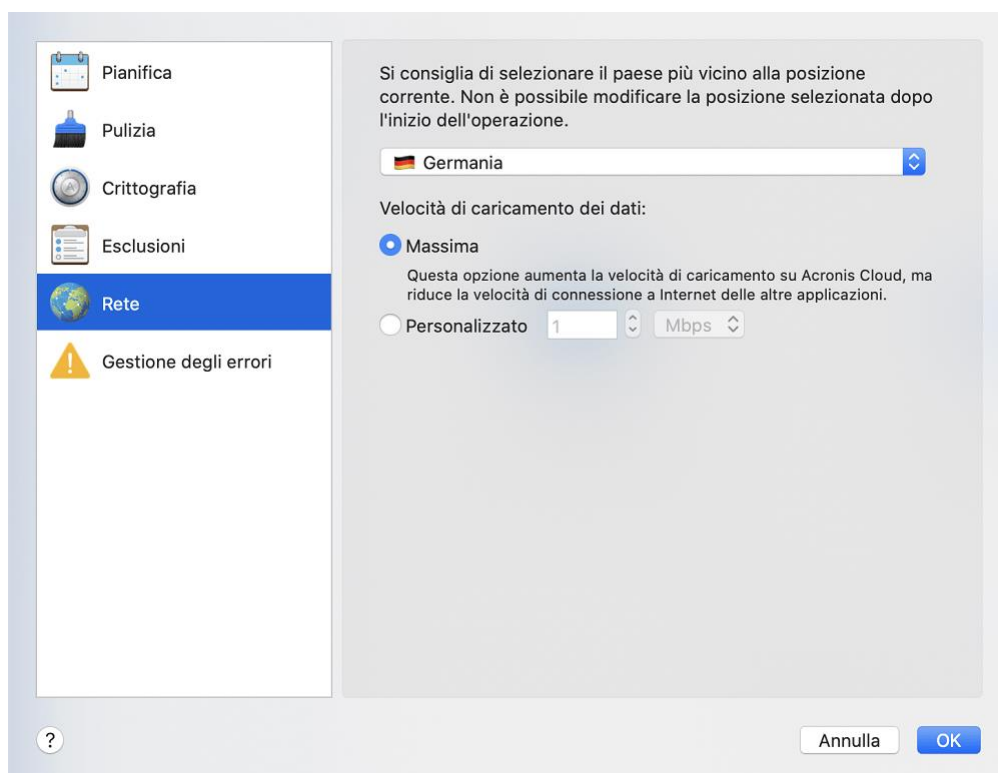 Pianifica
Pulizia
Crittografia
Esclusioni
Rete
Gestione degli errori
Si consiglia di selezionare il paese più vicino alla posizione
corrente. Non è possibile modificare la posizione selezionata dopo
l'inizio dell'operazione.
Germania
Velocità di caricamento dei dati:
Massima
Questa opzione aumenta la velocità di caricamento su Acronis Cloud, ma
riduce la velocità di connessione a Internet delle altre applicazioni.
Personalizzato 1 Mbps
? Annulla OK